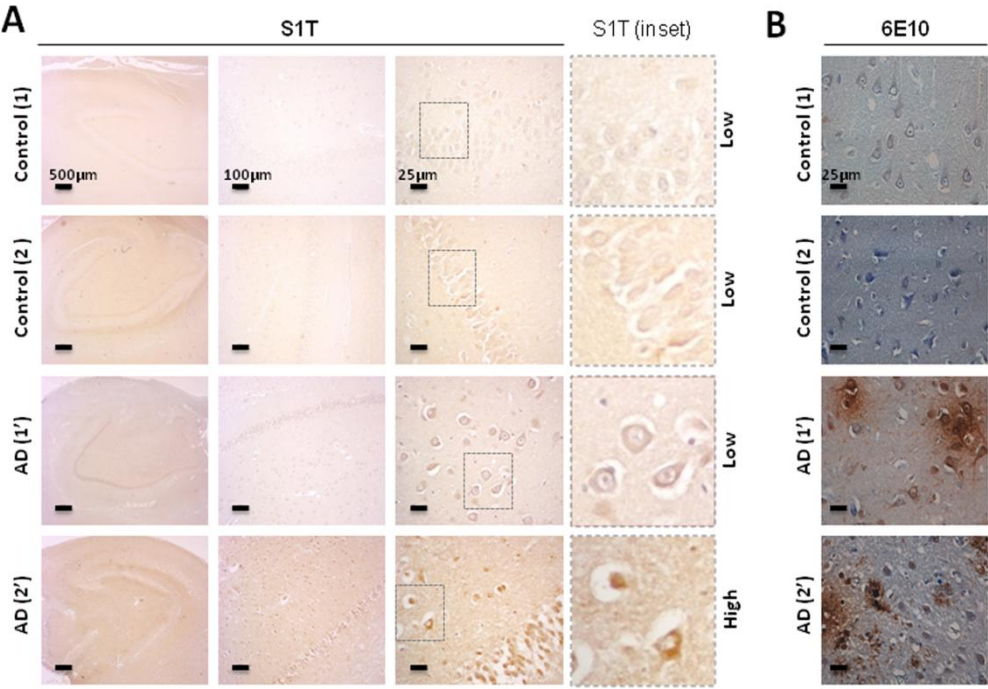 A
S1T
S1T (inset)
B
6E10
Control (1)
500µm
100µm
25µm
Low
25µm
Control (2)
Low
AD (1’)
Low
AD (2’)
High
Control (1)
Control (2)
AD (1’)
AD (2’)